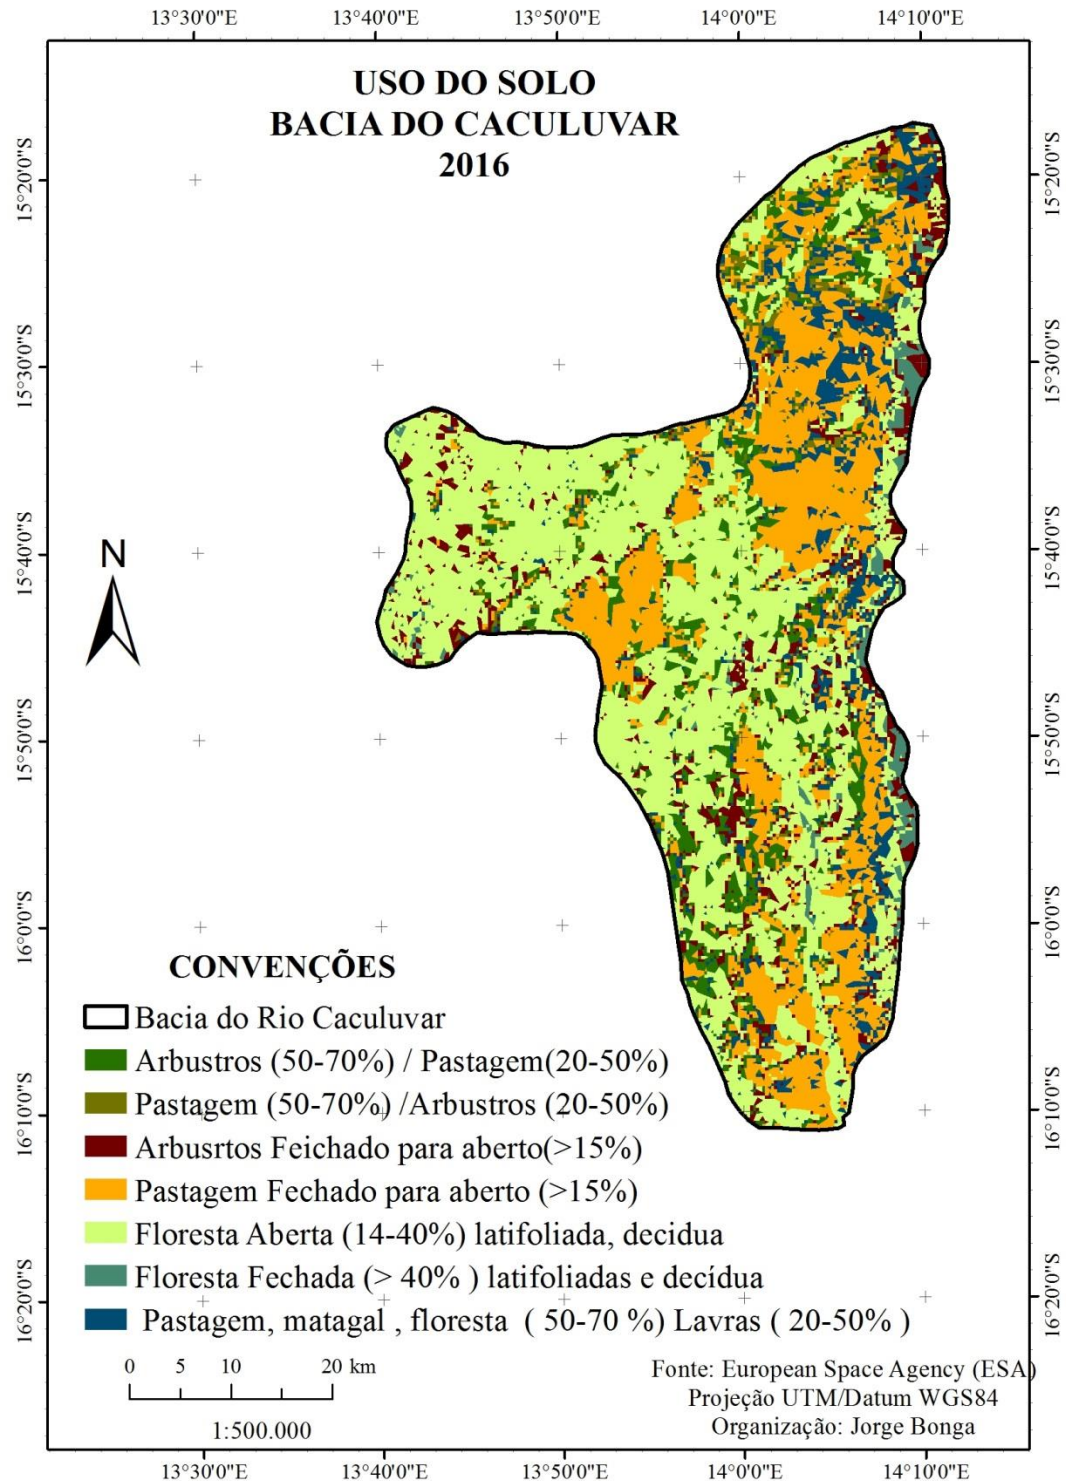 13°30'0"E 13°40'0"E 13°50'0"E 14°0'0"E 14°10'0"E
USO DO SOLO
BACIA DO CACULUVAR
2016
15°20'0"S 15°20'0"S
15°30'0"S 15°30'0"S
15°40'0"S 15°40'0"S
N
15°50'0"S 15°50'0"S
16°0'0"S 16°0'0"S
CONVENÇÕES
Bacia do Rio Caculuvar
Arbustros (50-70%) / Pastagem(20-50%)
Pastagem (50-70%) /Arbustros (20-50%)
16°10'0"S 16°10'0"S
Arbusrtos Feichado para aberto(>15%)
Pastagem Fechado para aberto (>15%)
Floresta Aberta (14-40%) latifoliada, decidua
Floresta Fechada (> 40% ) latifoliadas e decídua
16°20'0"S 16°20'0"S
Pastagem, matagal , floresta ( 50-70 %) Lavras ( 20-50% )
0 5 10 20 km
1:500.000
Fonte: European Space Agency (ESA)
Projeção UTM/Datum WGS84
Organização: Jorge Bonga
13°30'0"E 13°40'0"E 13°50'0"E 14°0'0"E 14°10'0"E